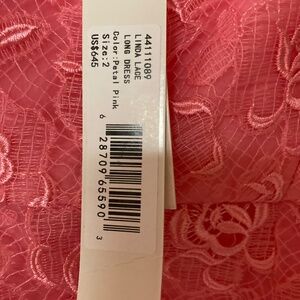 44111089
LINDA LACE
LONG DRESS
Color:Petal Pink
Size:2
US$645
6 28709 65590 3